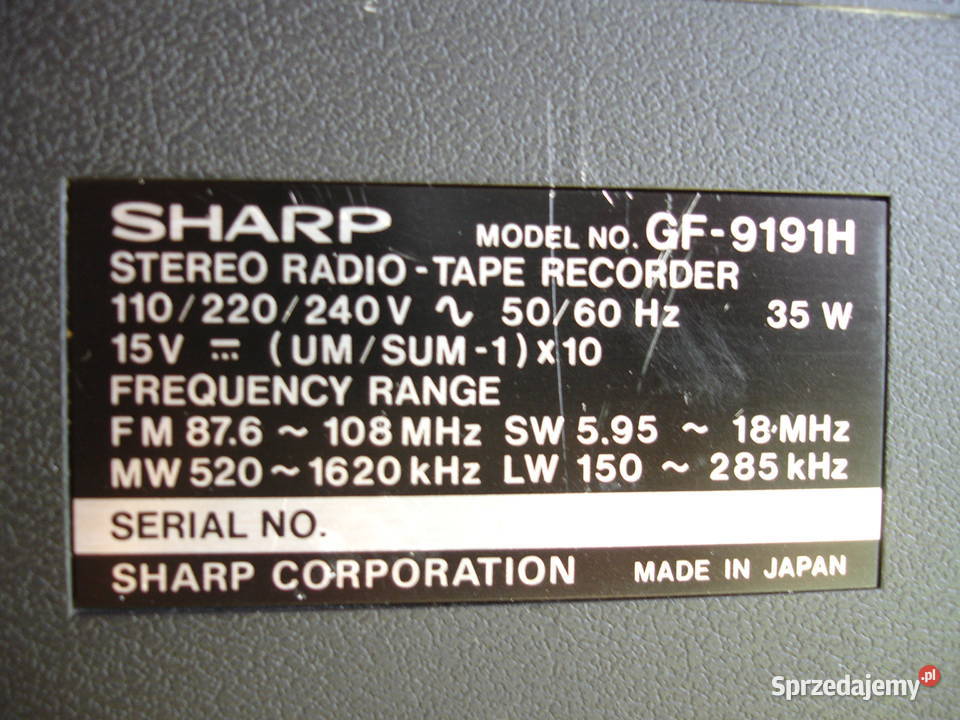 SHARP MODEL NO. GF-9191H
STEREO RADIO-TAPE RECORDER
110/220/240V ∿ 50/60 Hz 35 W
15V ⎓ (UM/SUM-1)x10
FREQUENCY RANGE
FM 87.6 ~ 108 MHz SW 5.95 ~ 18 MHz
MW 520 ~ 1620 kHz LW 150 ~ 285 kHz
SERIAL NO.
SHARP CORPORATION MADE IN JAPAN
Sprzedajemy.pl